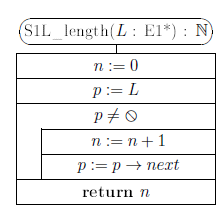 S1L_length(L : E1*) : ℕ
n := 0
p := L
p ≠ ⦸
n := n + 1
p := p → next
return n